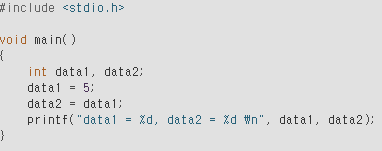 #include <stdio.h>
void main()
{
int data1, data2;
data1 = 5;
data2 = data1;
printf("data1 = %d, data2 = %d ₩n", data1, data2);
}